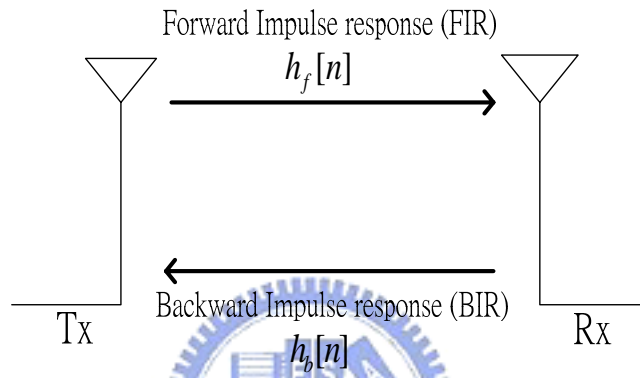 Forward Impulse response (FIR)
h_f[n]
Backward Impulse response (BIR)
Tx
Rx
h_b[n]